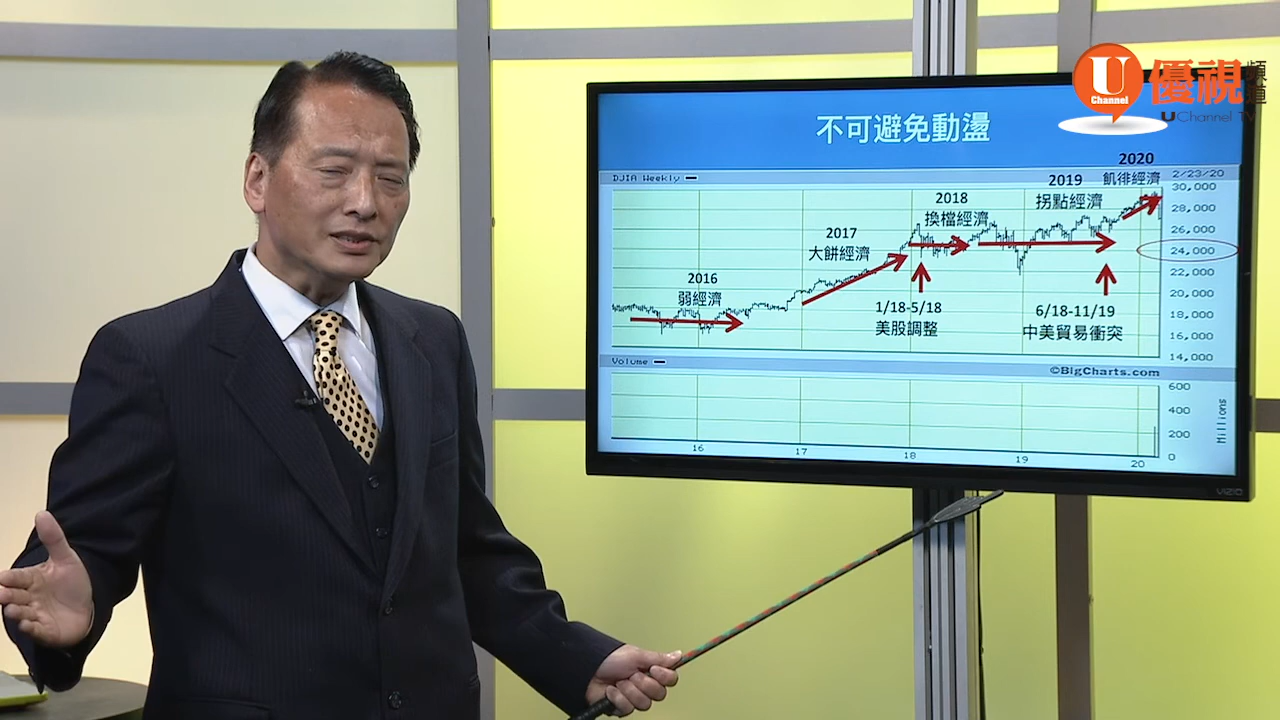 U
Channel
優視
頻道
UChannel TV
不可避免動盪
DJIA Weekly
2/23/20
2020
飢徘經濟
2019
拐點經濟
2018
換檔經濟
2017
大餅經濟
2016
弱經濟
1/18-5/18
美股調整
6/18-11/19
中美貿易衝突
30,000
28,000
26,000
24,000
22,000
20,000
18,000
16,000
14,000
Volume
©BigCharts.com
600
400
200
0
Millions
16
17
18
19
20
VIZIO